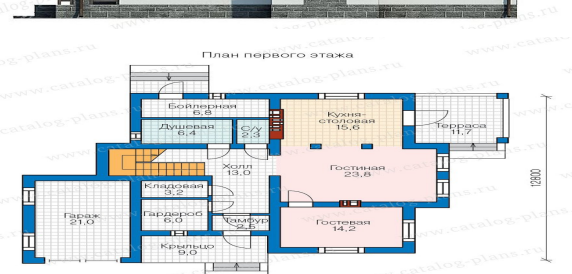 План первого этажа
Бойлерная
6,8
Душевая
6,4
С/У
2,3
Кухня-
столовая
15,6
Терраса
11,7
Холл
13,0
Гостиная
23,8
Кладовая
3,2
Гараж
21,0
Гардероб
6,0
Тамбур
2,5
Гостевая
14,2
Крыльцо
9,0
12800
www.catalog-plans.ru